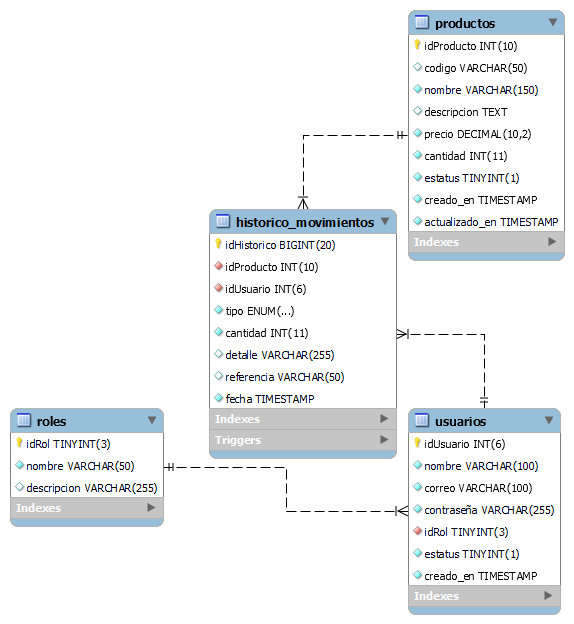 productos
idProducto INT(10)
codigo VARCHAR(50)
nombre VARCHAR(150)
descripcion TEXT
precio DECIMAL(10,2)
cantidad INT(11)
estatus TINYINT(1)
creado_en TIMESTAMP
actualizado_en TIMESTAMP
Indexes
historico_movimientos
idHistorico BIGINT(20)
idProducto INT(10)
idUsuario INT(6)
tipo ENUM(...)
cantidad INT(11)
detalle VARCHAR(255)
referencia VARCHAR(50)
fecha TIMESTAMP
Indexes
Triggers
roles
idRol TINYINT(3)
nombre VARCHAR(50)
descripcion VARCHAR(255)
Indexes
usuarios
idUsuario INT(6)
nombre VARCHAR(100)
correo VARCHAR(100)
contraseña VARCHAR(255)
idRol TINYINT(3)
estatus TINYINT(1)
creado_en TIMESTAMP
Indexes